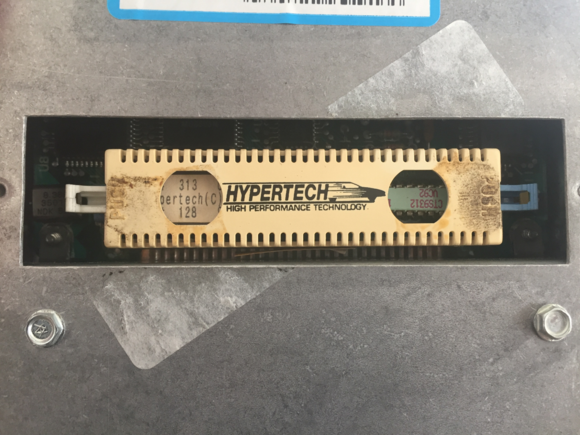 PUSH
313
pertech(C
128
HYPERTECH
HIGH PERFORMANCE TECHNOLOGY
PUSH